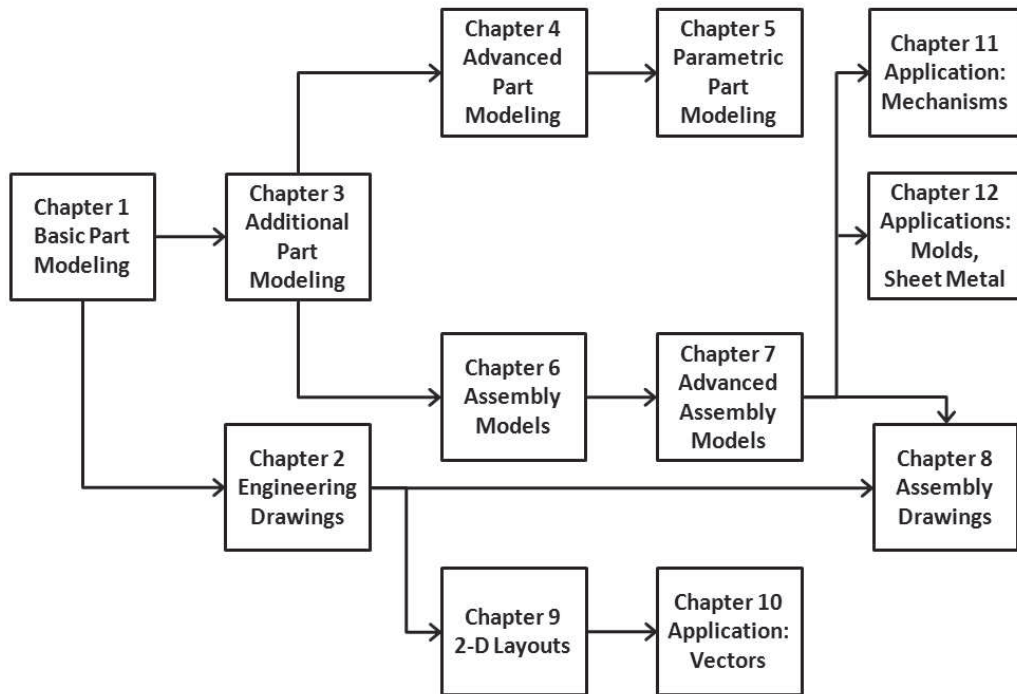 Chapter 4
Advanced
Part
Modeling
Chapter 5
Parametric
Part
Modeling
Chapter 11
Application:
Mechanisms
Chapter 1
Basic Part
Modeling
Chapter 3
Additional
Part
Modeling
Chapter 12
Applications:
Molds,
Sheet Metal
Chapter 6
Assembly
Models
Chapter 7
Advanced
Assembly
Models
Chapter 2
Engineering
Drawings
Chapter 8
Assembly
Drawings
Chapter 9
2-D Layouts
Chapter 10
Application:
Vectors